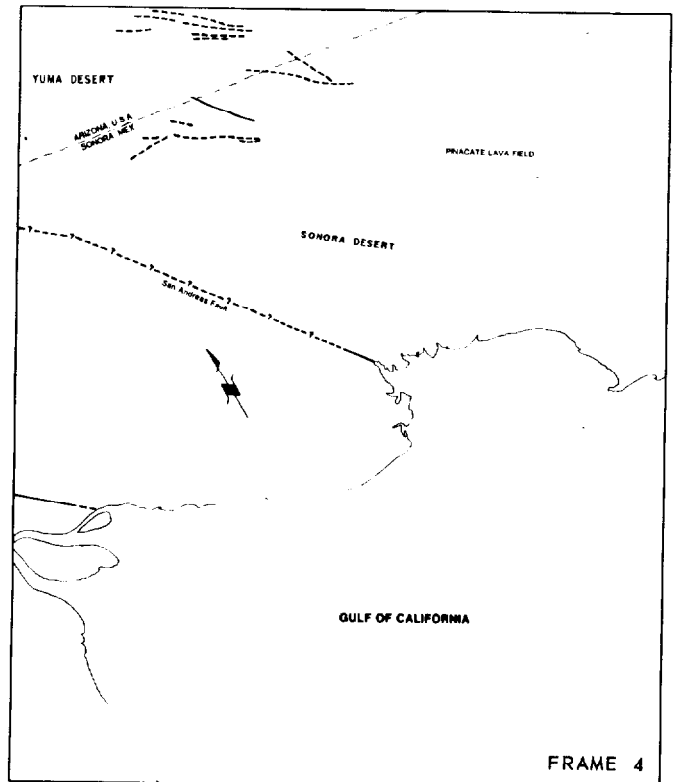 YUMA DESERT
ARIZONA, U.S.A
SONORA MEX
PINACATE LAVA FIELD
SONORA DESERT
? ? ? ? ? ? ? ?
San Andreas Fault
GULF OF CALIFORNIA
FRAME 4